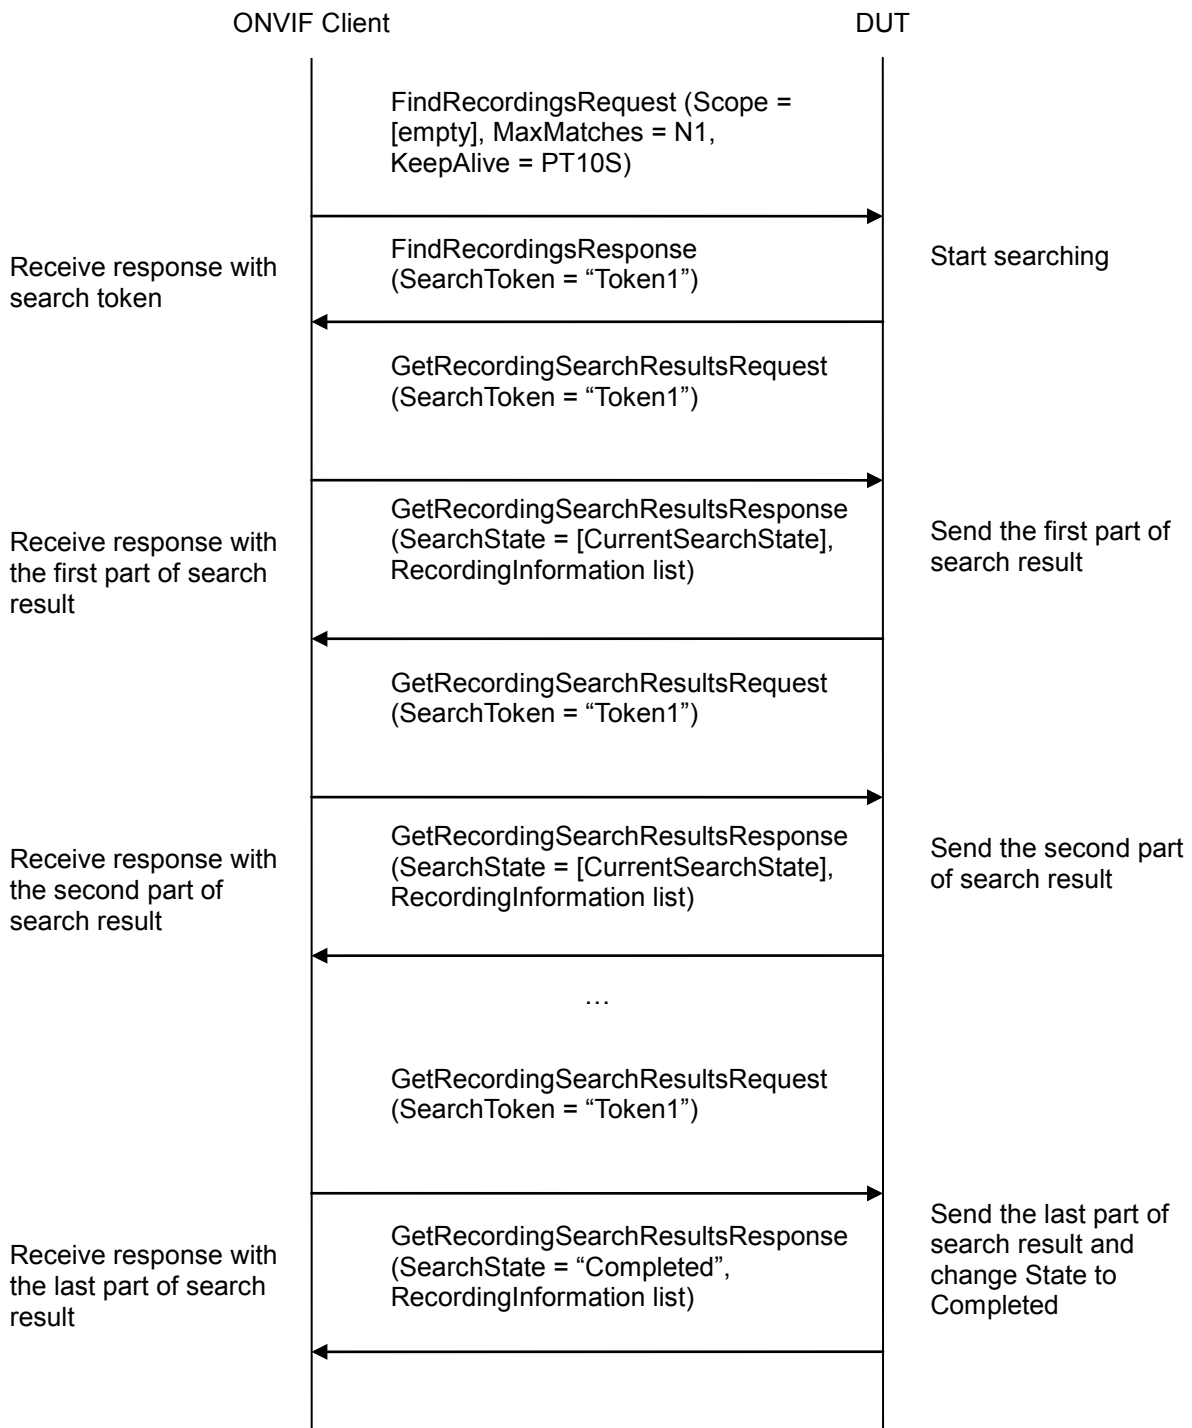 ONVIF Client
DUT
FindRecordingsRequest (Scope =
[empty], MaxMatches = N1,
KeepAlive = PT10S)
Receive response with
search token
FindRecordingsResponse
(SearchToken = “Token1”)
Start searching
GetRecordingSearchResultsRequest
(SearchToken = “Token1”)
Receive response with
the first part of search
result
GetRecordingSearchResultsResponse
(SearchState = [CurrentSearchState],
RecordingInformation list)
Send the first part of
search result
GetRecordingSearchResultsRequest
(SearchToken = “Token1”)
Receive response with
the second part of
search result
GetRecordingSearchResultsResponse
(SearchState = [CurrentSearchState],
RecordingInformation list)
Send the second part
of search result
…
GetRecordingSearchResultsRequest
(SearchToken = “Token1”)
Receive response with
the last part of search
result
GetRecordingSearchResultsResponse
(SearchState = “Completed”,
RecordingInformation list)
Send the last part of
search result and
change State to
Completed